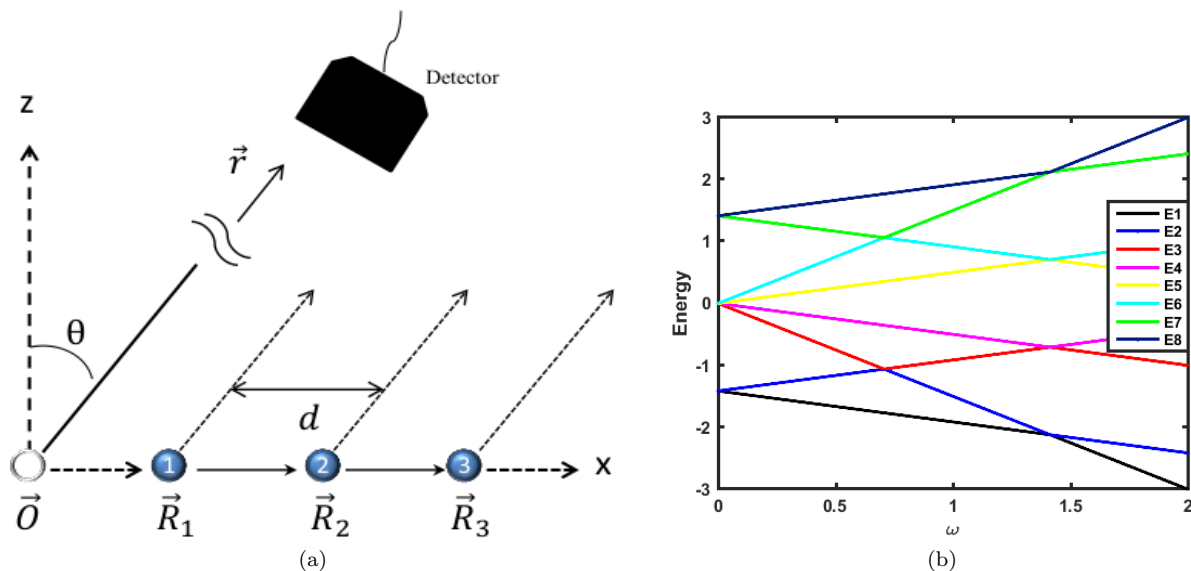 Detector
z
r⃗
θ
d
1 2 3
x
O⃗ R⃗₁ R⃗₂ R⃗₃
(a)
3
2
1
0
-1
-2
-3
Energy
E1
E2
E3
E4
E5
E6
E7
E8
0 0.5 1 1.5 2
ω
(b)